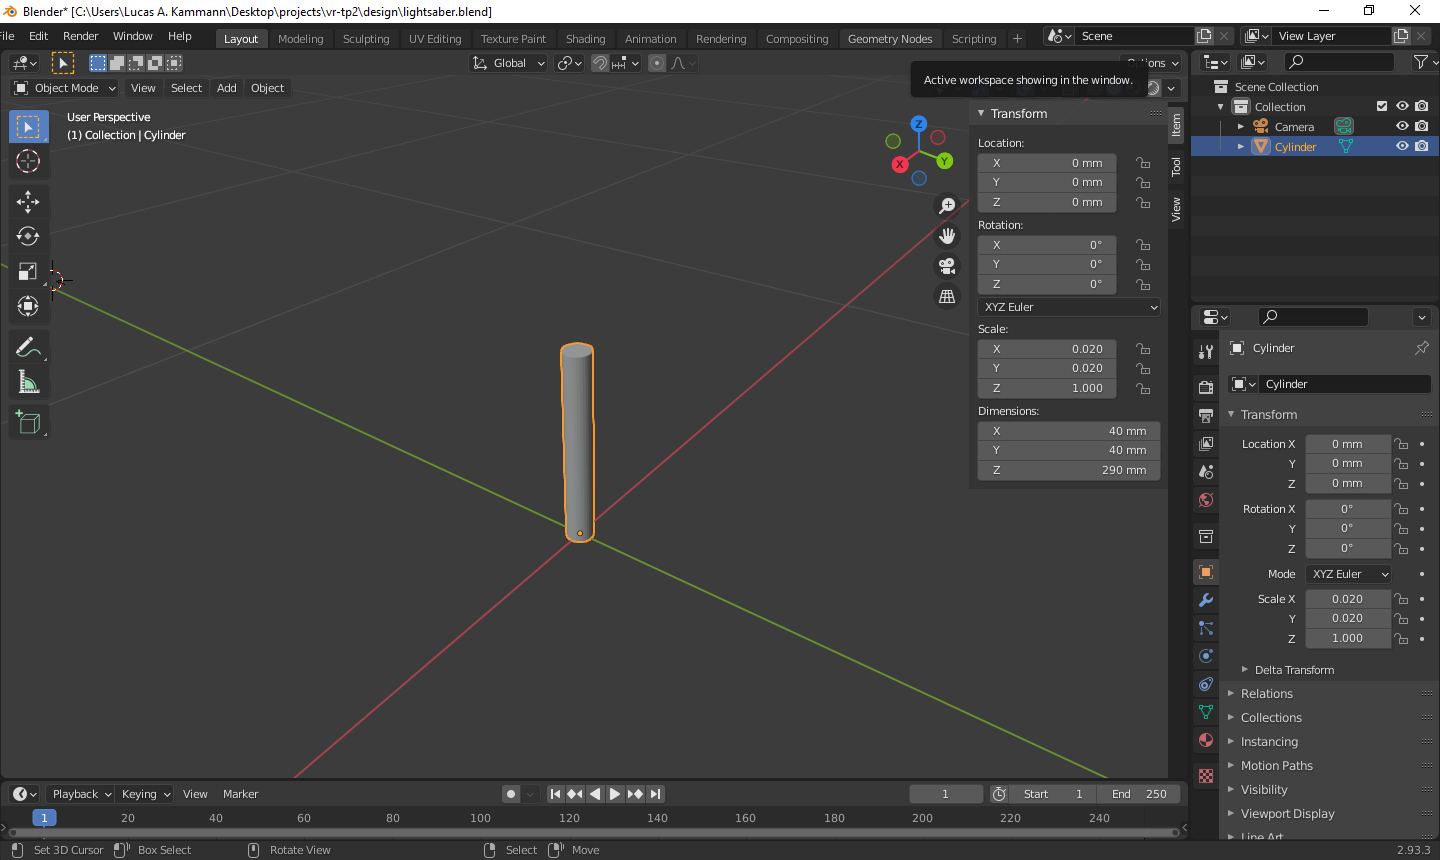 Blender* [C:\Users\Lucas A. Kammann\Desktop\projects\vr-tp2\design\lightsaber.blend]
ile Edit Render Window Help Layout Modeling Sculpting UV Editing Texture Paint Shading Animation Rendering Compositing Geometry Nodes Scripting + Scene View Layer
Global Options
Active workspace showing in the window.
Object Mode View Select Add Object
User Perspective
(1) Collection | Cylinder
Z
Y
X
Transform
Location:
X 0 mm
Y 0 mm
Z 0 mm
Rotation:
X 0°
Y 0°
Z 0°
XYZ Euler
Scale:
X 0.020
Y 0.020
Z 1.000
Dimensions:
X 40 mm
Y 40 mm
Z 290 mm
Item
Tool
View
Scene Collection
Collection
Camera
Cylinder
Cylinder
Cylinder
Transform
Location X 0 mm
Y 0 mm
Z 0 mm
Rotation X 0°
Y 0°
Z 0°
Mode XYZ Euler
Scale X 0.020
Y 0.020
Z 1.000
Delta Transform
Relations
Collections
Instancing
Motion Paths
Visibility
Viewport Display
Line Art
Playback Keying View Marker 1 Start 1 End 250
1 20 40 60 80 100 120 140 160 180 200 220 240
Set 3D Cursor Box Select Rotate View Select Move 2.93.3